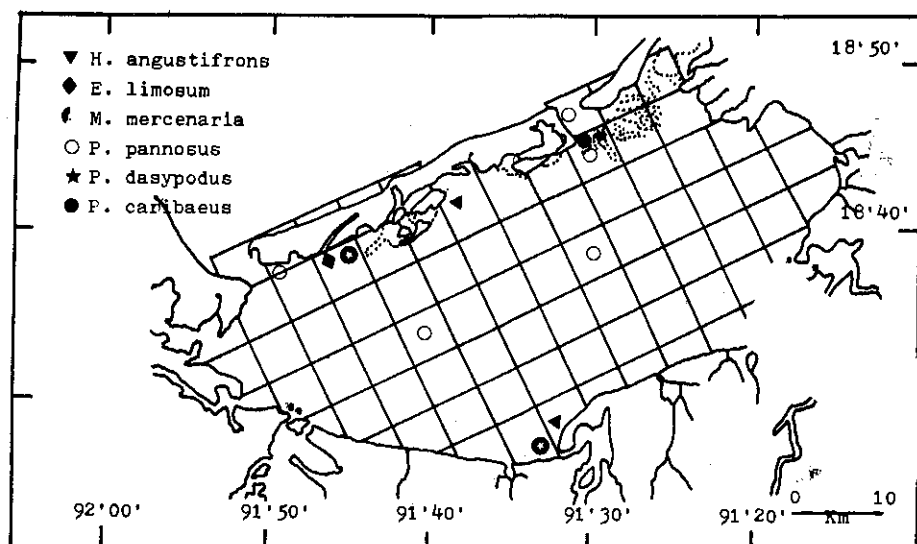 H. angustifrons
E. limosum
M. mercenaria
P. pannosus
P. dasypodus
P. caribaeus
18'50'
18'40'
0 10
Km
92'00' 91'50' 91'40' 91'30' 91'20'